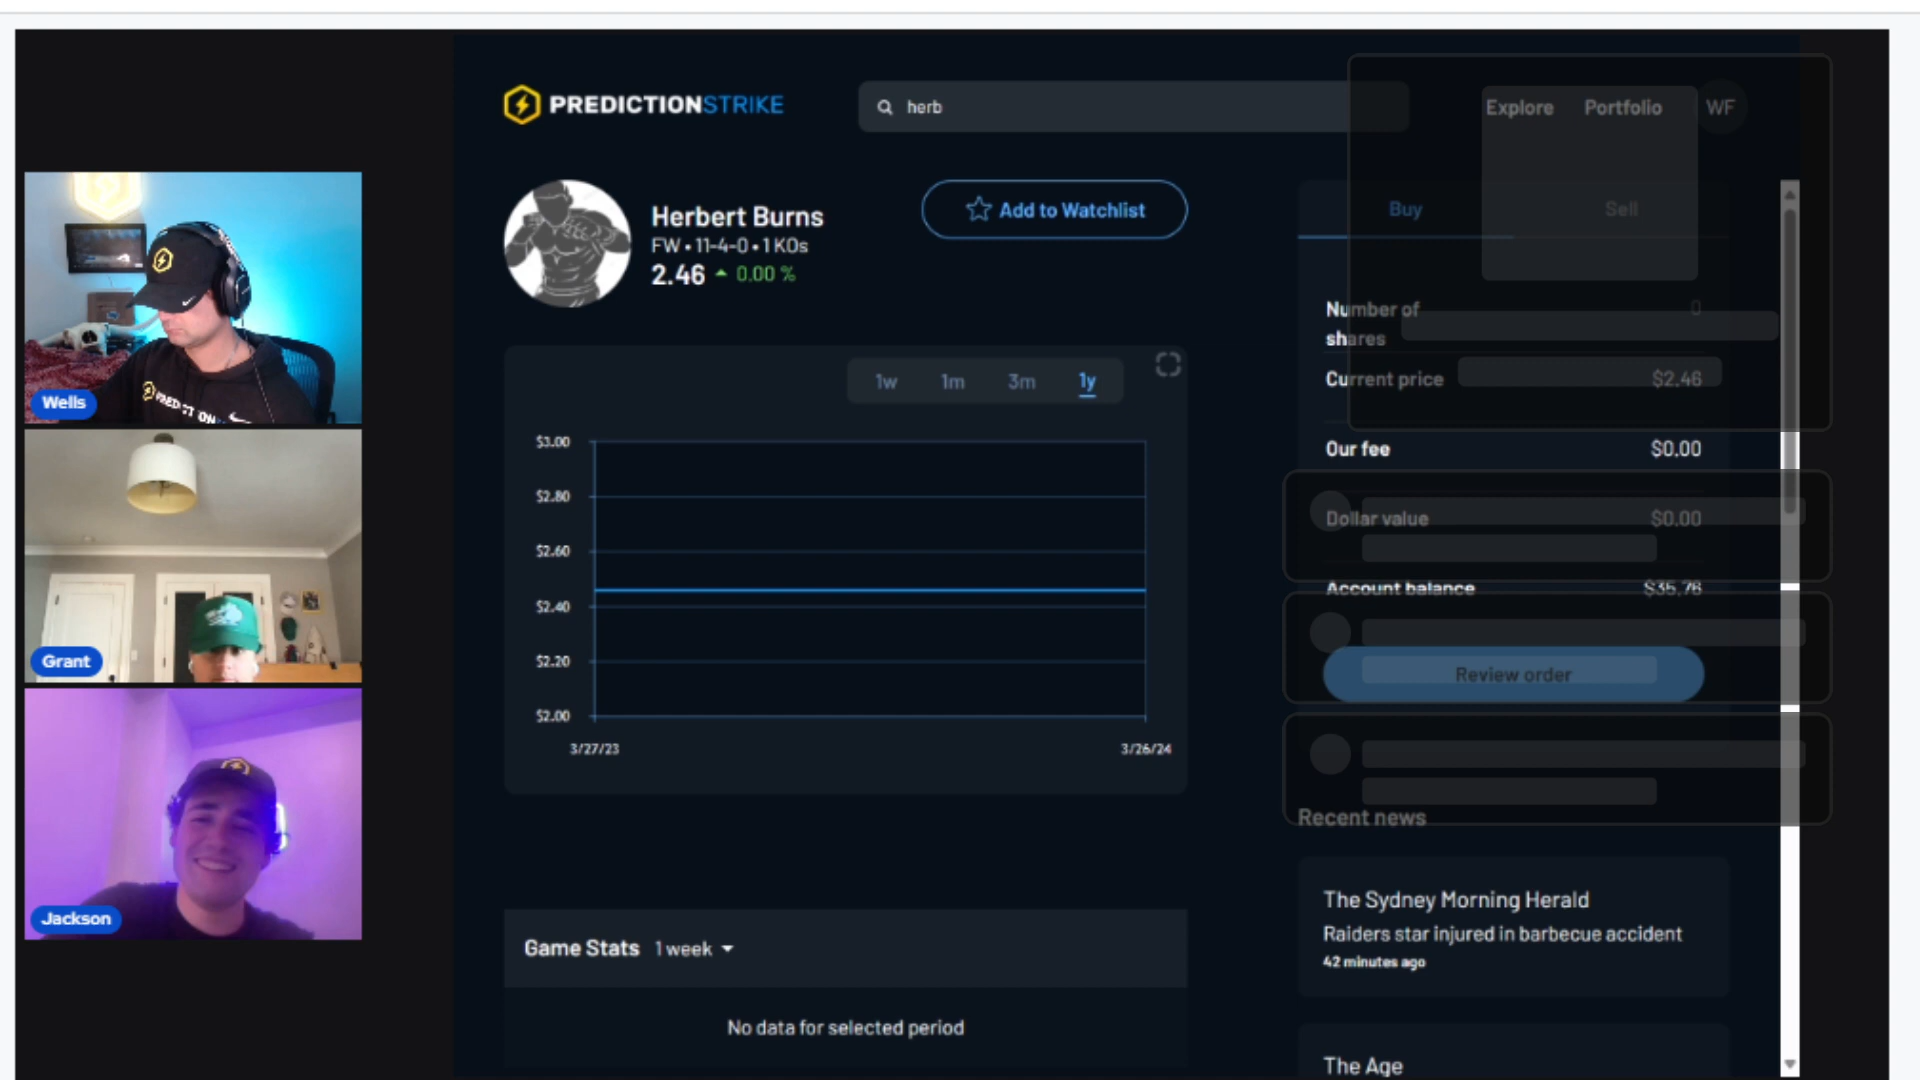 PREDICTIONSTRIKE
herb
Explore Portfolio WF
Herbert Burns
FW • 11-4-0 • 1 KOs
2.46 0.00 %
Add to Watchlist
Buy Sell
Number of shares 0
Current price $2.46
Our fee $0.00
Dollar value $0.00
Account balance $35.76
Review order
1w 1m 3m 1y
$3.00
$2.80
$2.60
$2.40
$2.20
$2.00
3/27/23 3/26/24
Game Stats 1 week
No data for selected period
Recent news
The Sydney Morning Herald
Raiders star injured in barbecue accident
42 minutes ago
The Age
Wells
PREDICTION
Grant
Jackson